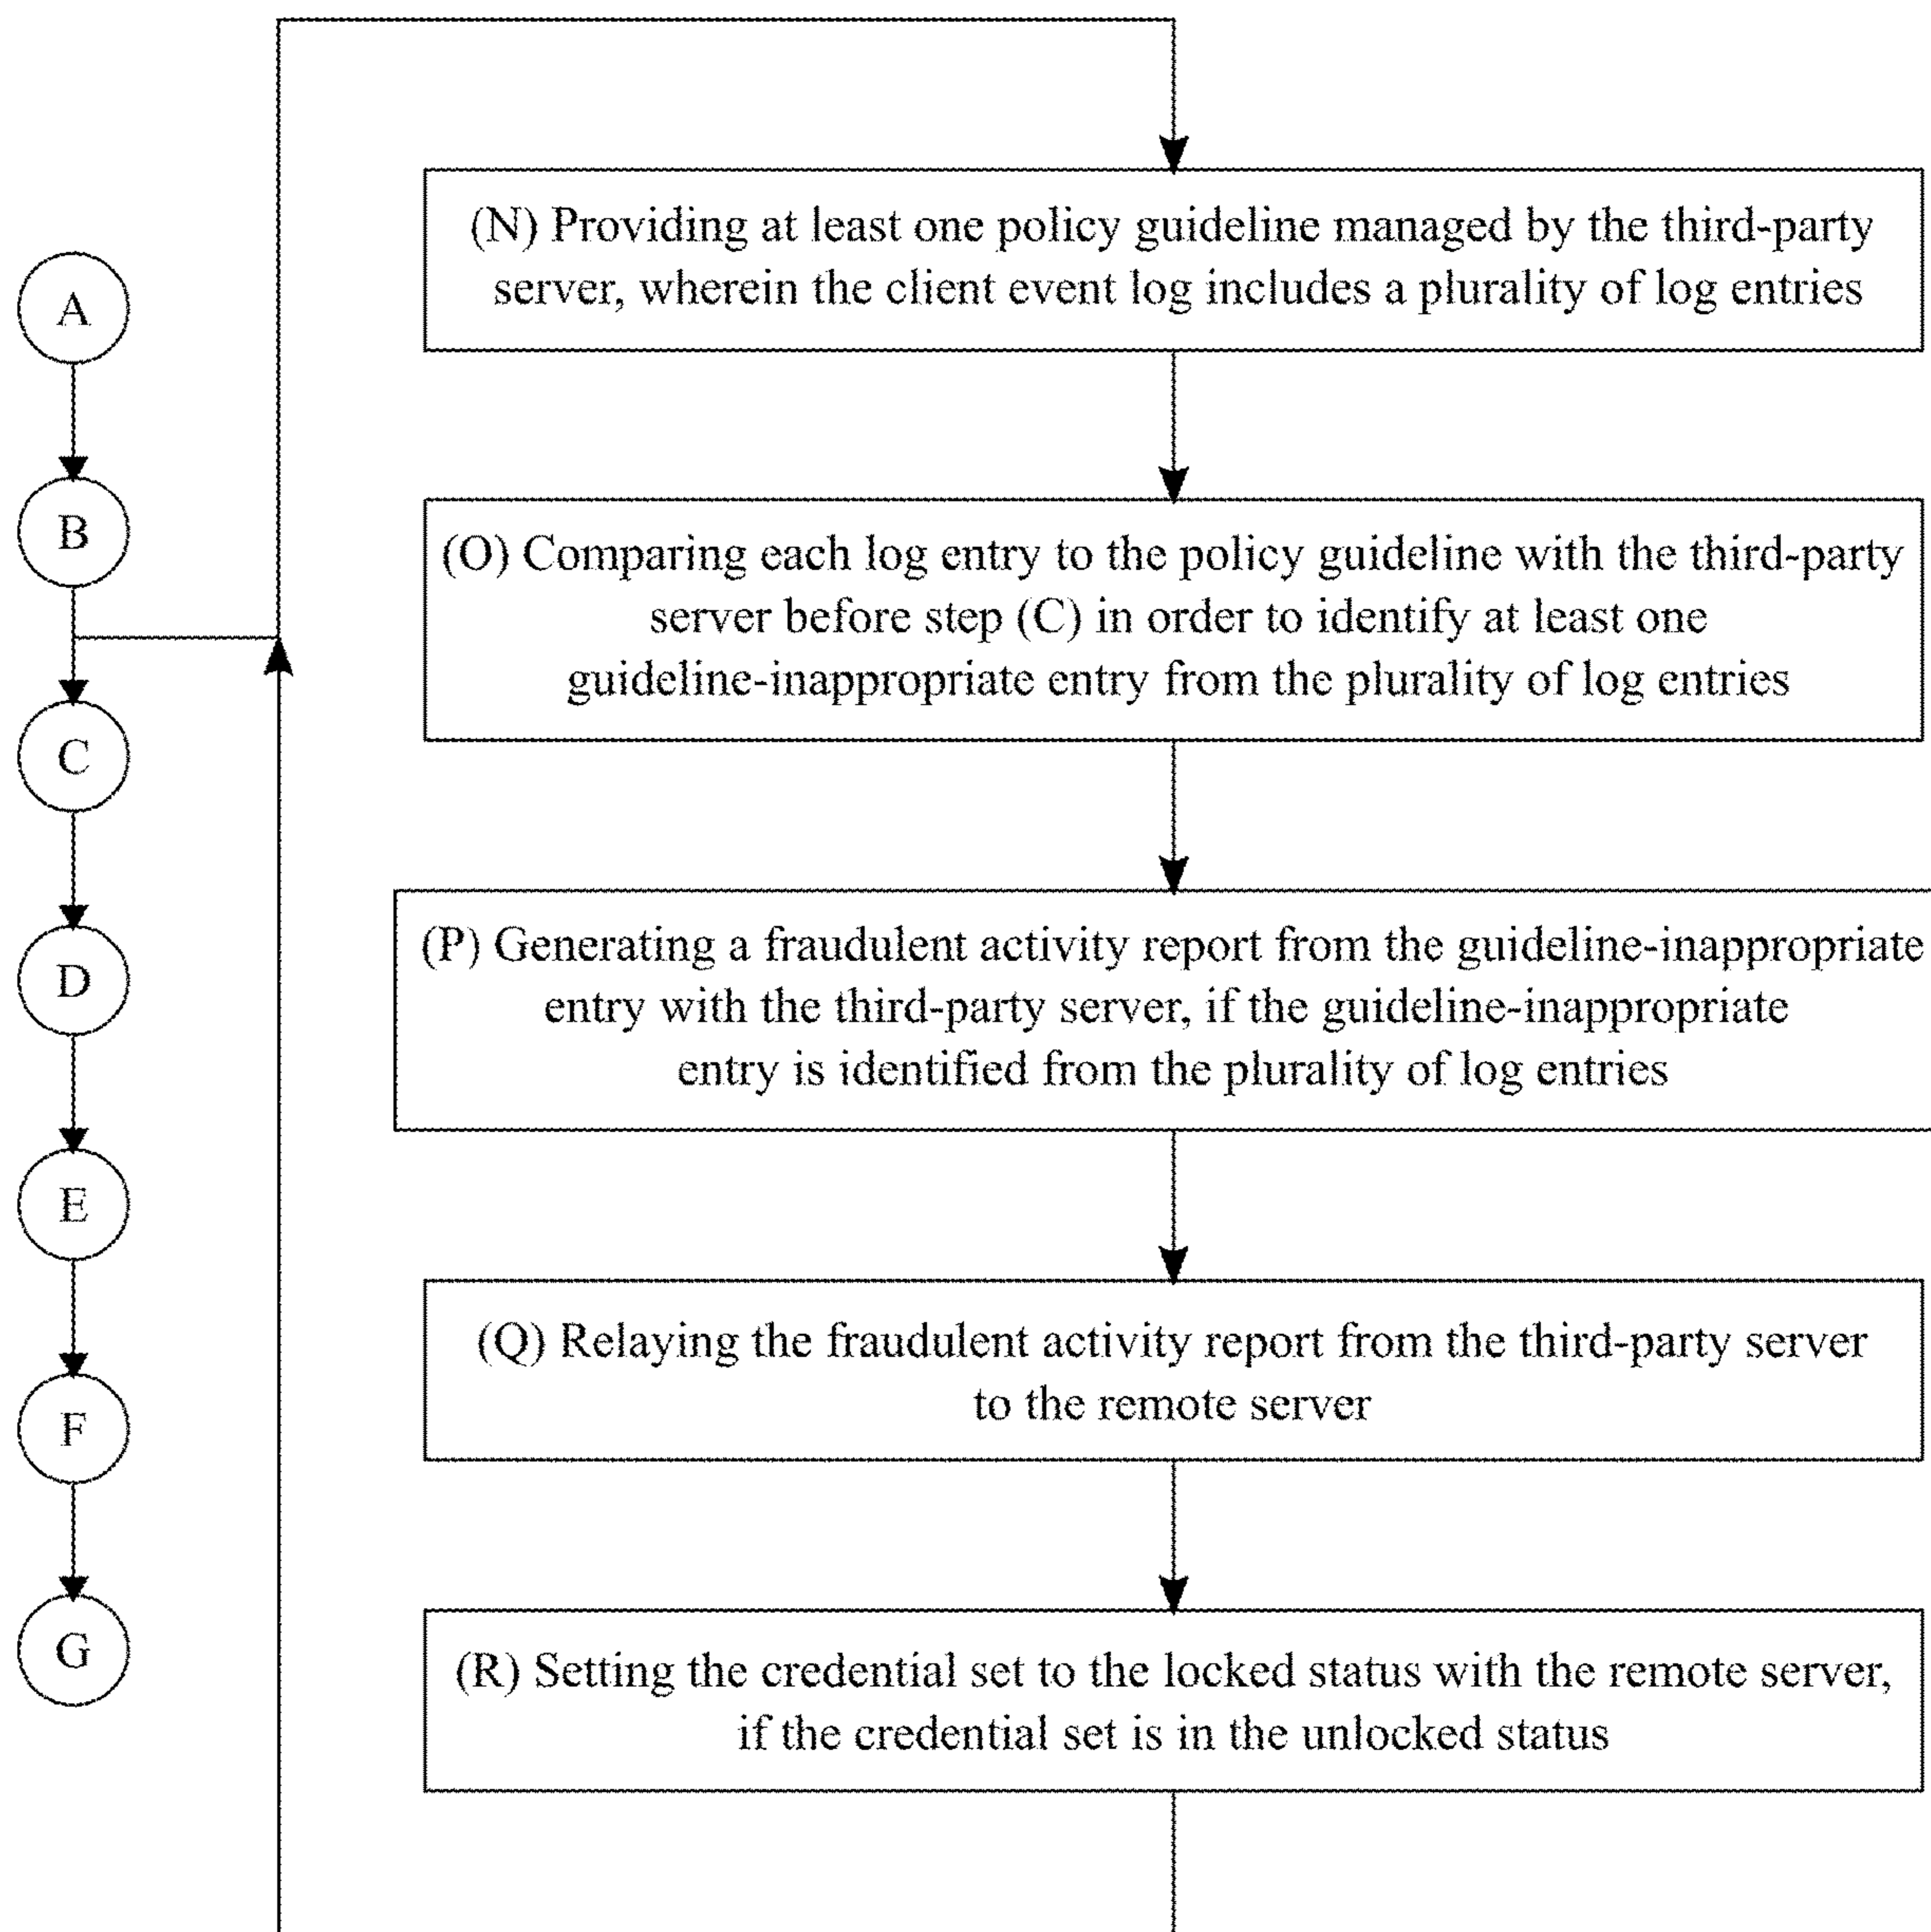 A
B
C
D
E
F
G
(N) Providing at least one policy guideline managed by the third-party
server, wherein the client event log includes a plurality of log entries
(O) Comparing each log entry to the policy guideline with the third-party
server before step (C) in order to identify at least one
guideline-inappropriate entry from the plurality of log entries
(P) Generating a fraudulent activity report from the guideline-inappropriate
entry with the third-party server, if the guideline-inappropriate
entry is identified from the plurality of log entries
(Q) Relaying the fraudulent activity report from the third-party server
to the remote server
(R) Setting the credential set to the locked status with the remote server,
if the credential set is in the unlocked status